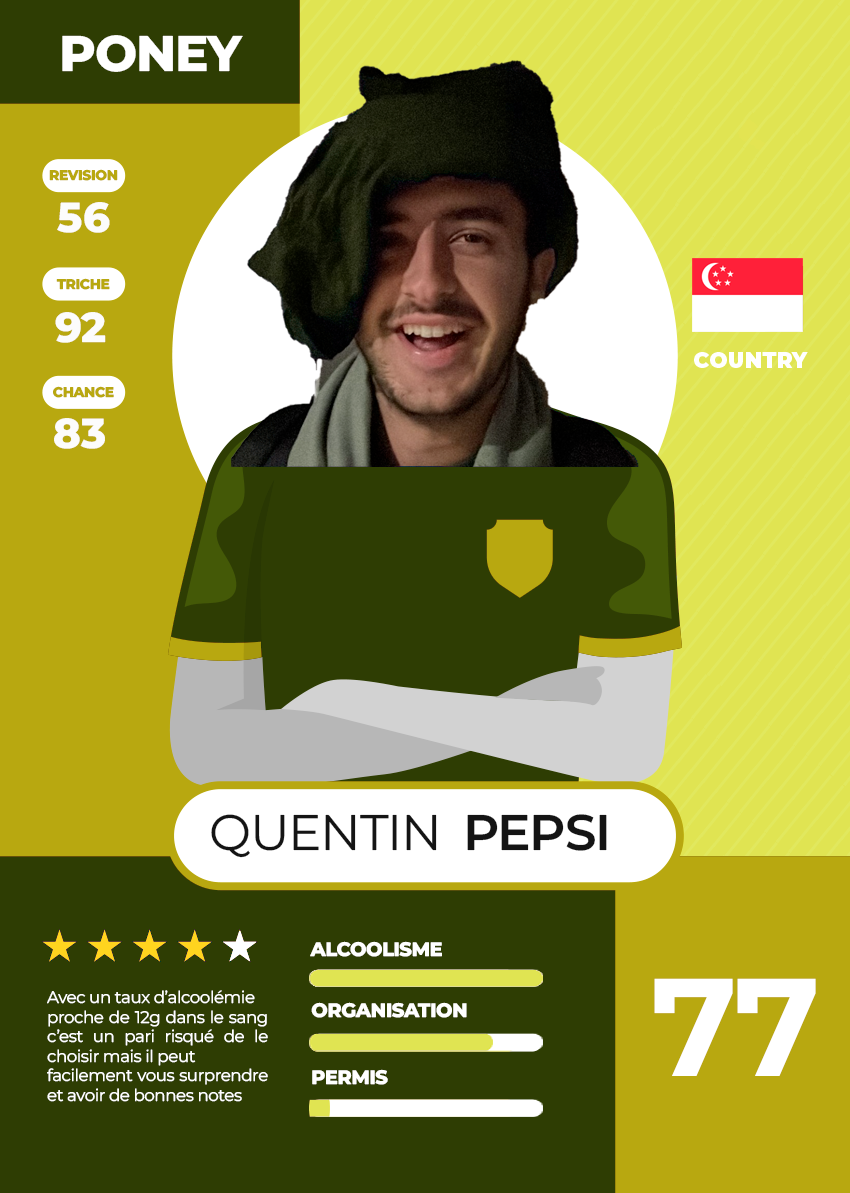 PONEY
REVISION
56
TRICHE
92
CHANCE
83
COUNTRY
QUENTIN PEPSI
Avec un taux d'alcoolémie
proche de 12g dans le sang
c'est un pari risqué de le
choisir mais il peut
facilement vous surprendre
et avoir de bonnes notes
ALCOOLISME
ORGANISATION
PERMIS
77